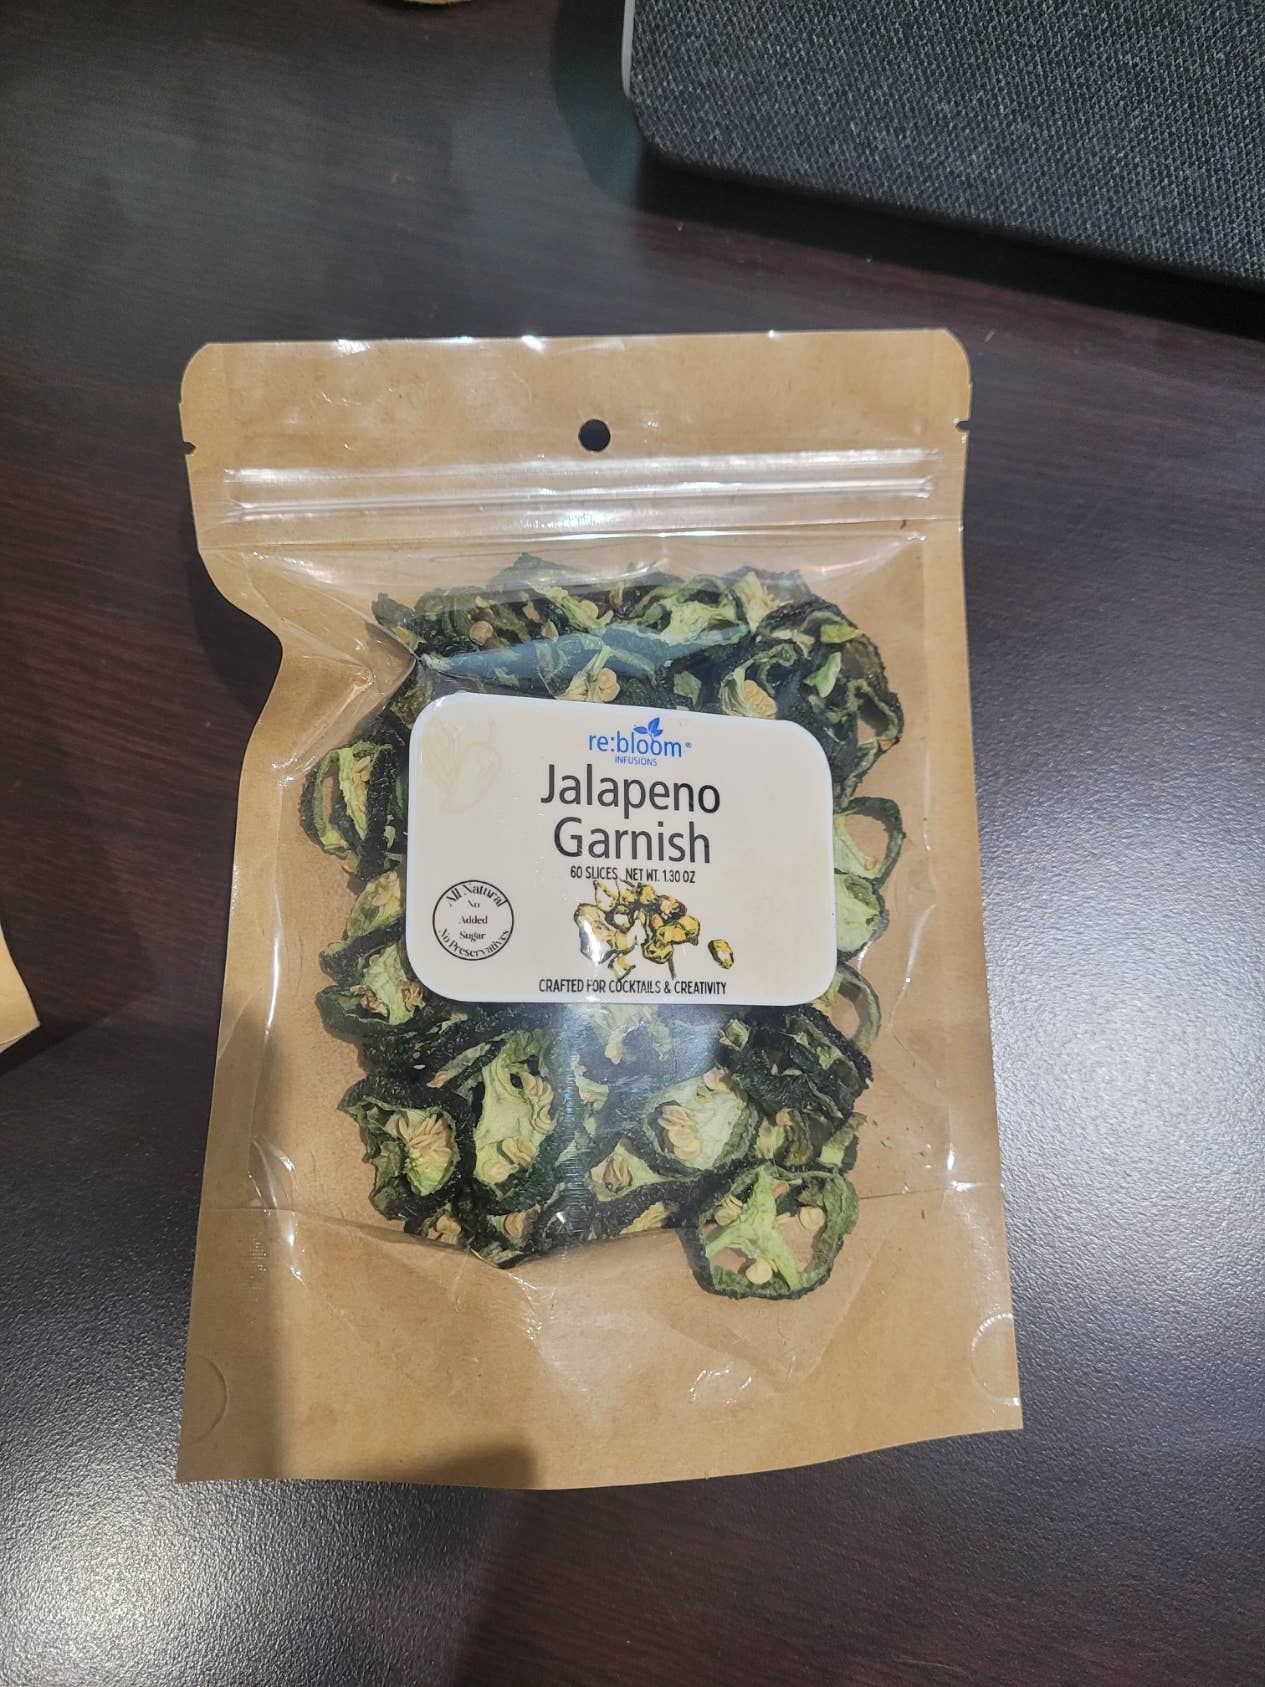 re:bloom®
INFUSIONS
Jalapeno
Garnish
60 SLICES NET WT. 1.30 OZ
All Natural
No
Added
Sugar
No Preservatives
CRAFTED FOR COCKTAILS & CREATIVITY